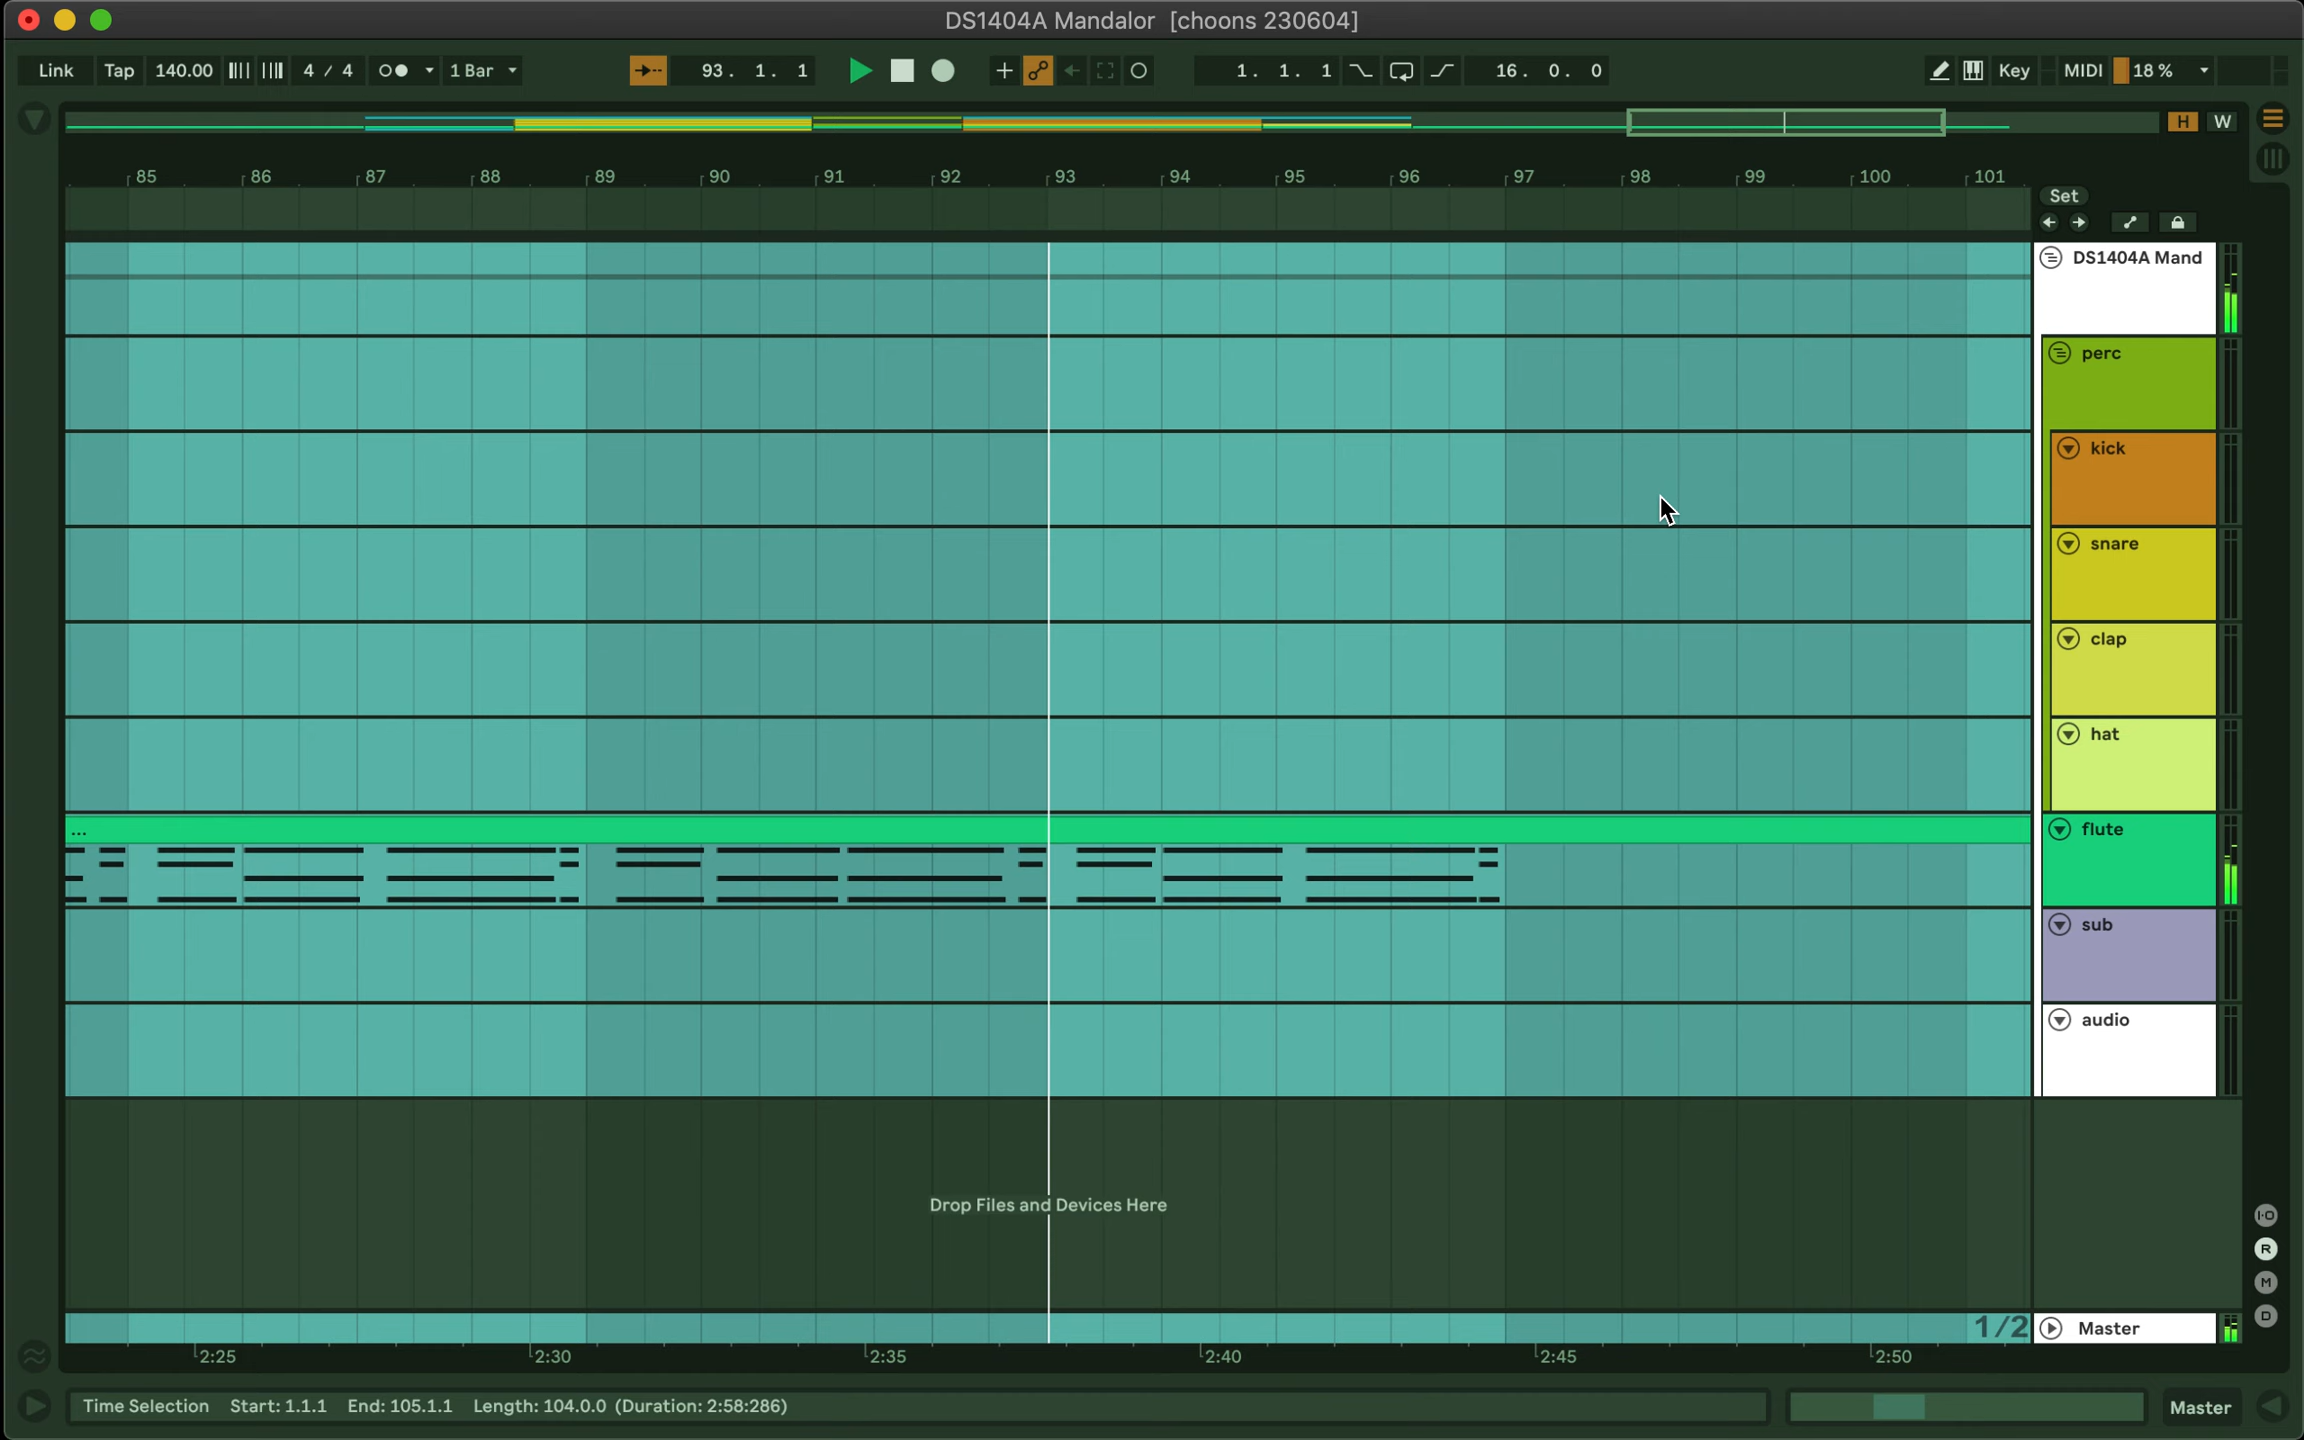 DS1404A Mandalor [choons 230604]
Link Tap 140.00 4 / 4 1 Bar 93. 1. 1 1. 1. 1 16. 0. 0 Key MIDI 18 %
H W
85 86 87 88 89 90 91 92 93 94 95 96 97 98 99 100 101
Set
DS1404A Mand
perc
kick
snare
clap
hat
... flute
sub
audio
Drop Files and Devices Here
I·O
R
M
D
1/2 Master
2:25 2:30 2:35 2:40 2:45 2:50
Time Selection Start: 1.1.1 End: 105.1.1 Length: 104.0.0 (Duration: 2:58:286) Master